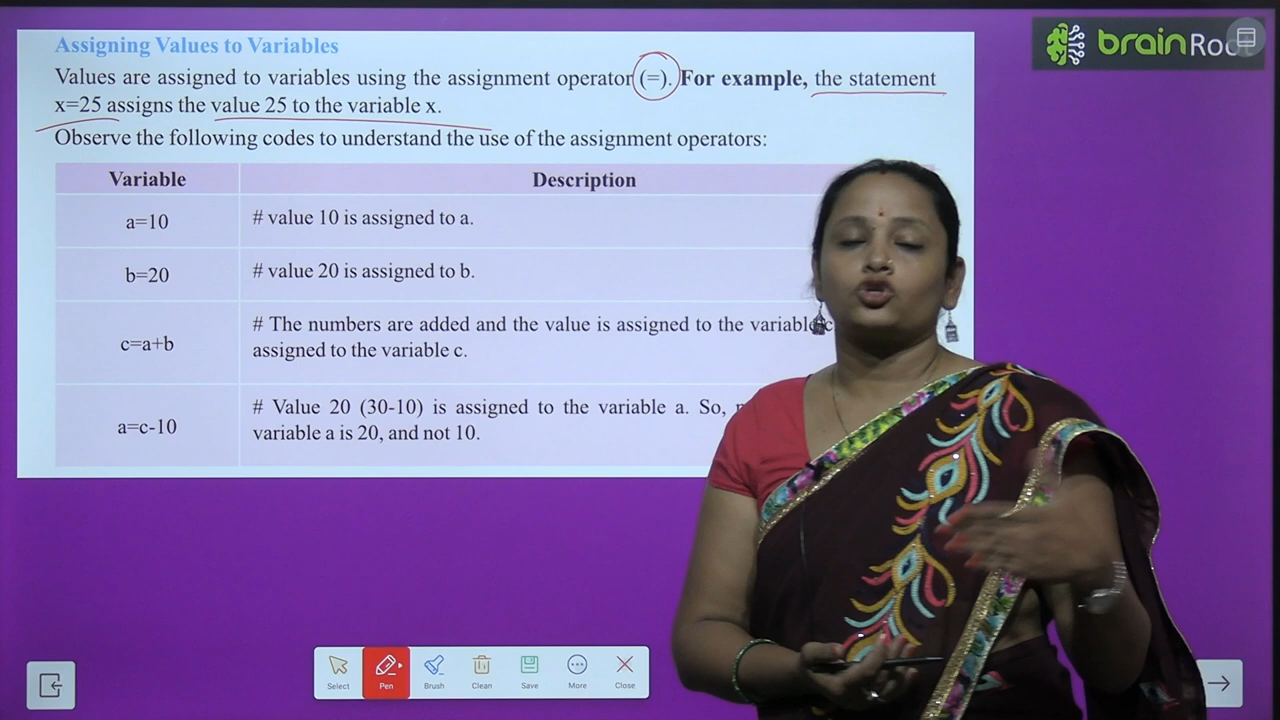 Assigning Values to Variables
brain
Values are assigned to variables using the assignment operator (=). For example, the statement
x=25 assigns the value 25 to the variable x.
Observe the following codes to understand the use of the assignment operators:
Variable Description
a=10 # value 10 is assigned to a.
b=20 # value 20 is assigned to b.
c=a+b # The numbers are added and the value is assigned to the variable c
assigned to the variable c.
a=c-10 # Value 20 (30-10) is assigned to the variable a. So,
variable a is 20, and not 10.
Select Pen Brush Clean Save More Close